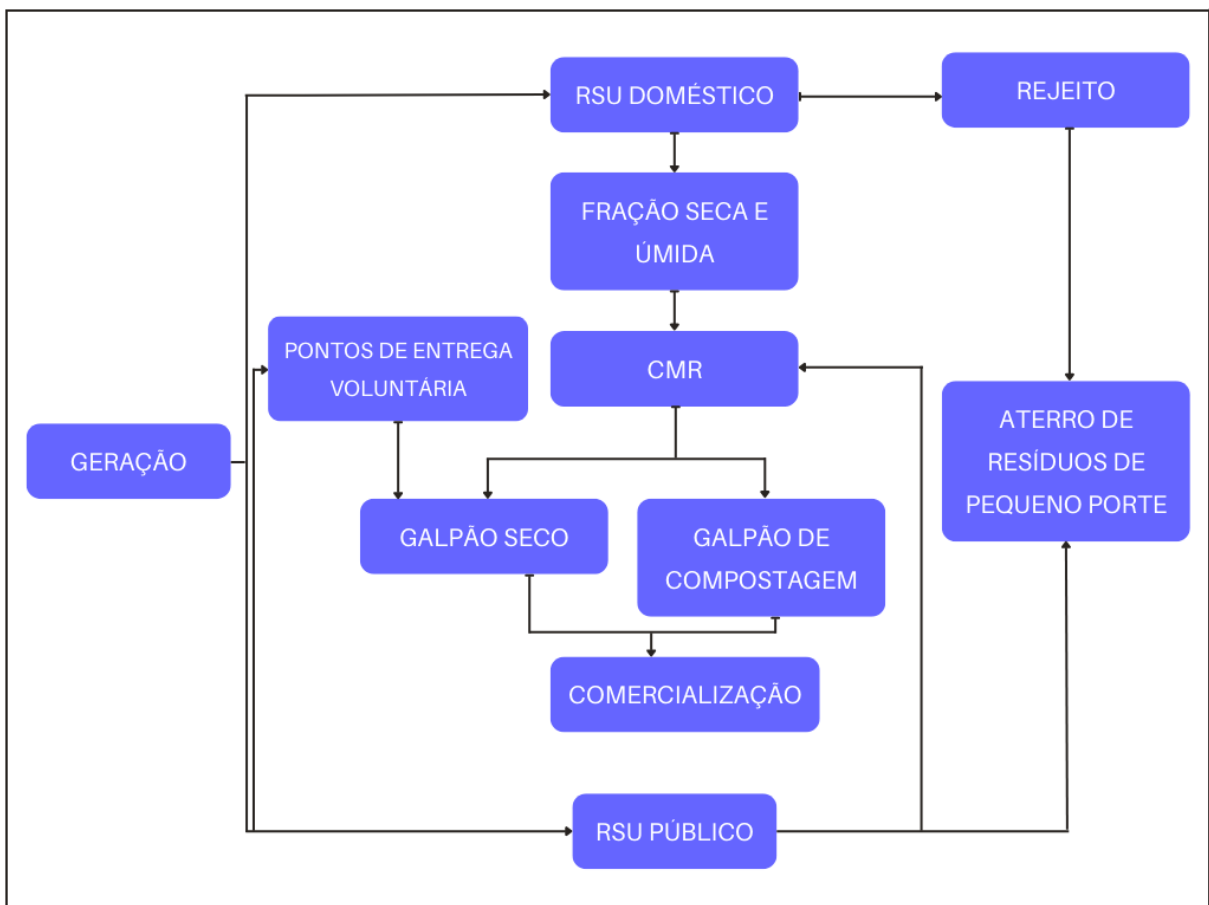 RSU DOMÉSTICO
REJEITO
FRAÇÃO SECA E
ÚMIDA
PONTOS DE ENTREGA
VOLUNTÁRIA
CMR
GERAÇÃO
ATERRO DE
RESÍDUOS DE
PEQUENO PORTE
GALPÃO SECO
GALPÃO DE
COMPOSTAGEM
COMERCIALIZAÇÃO
RSU PÚBLICO